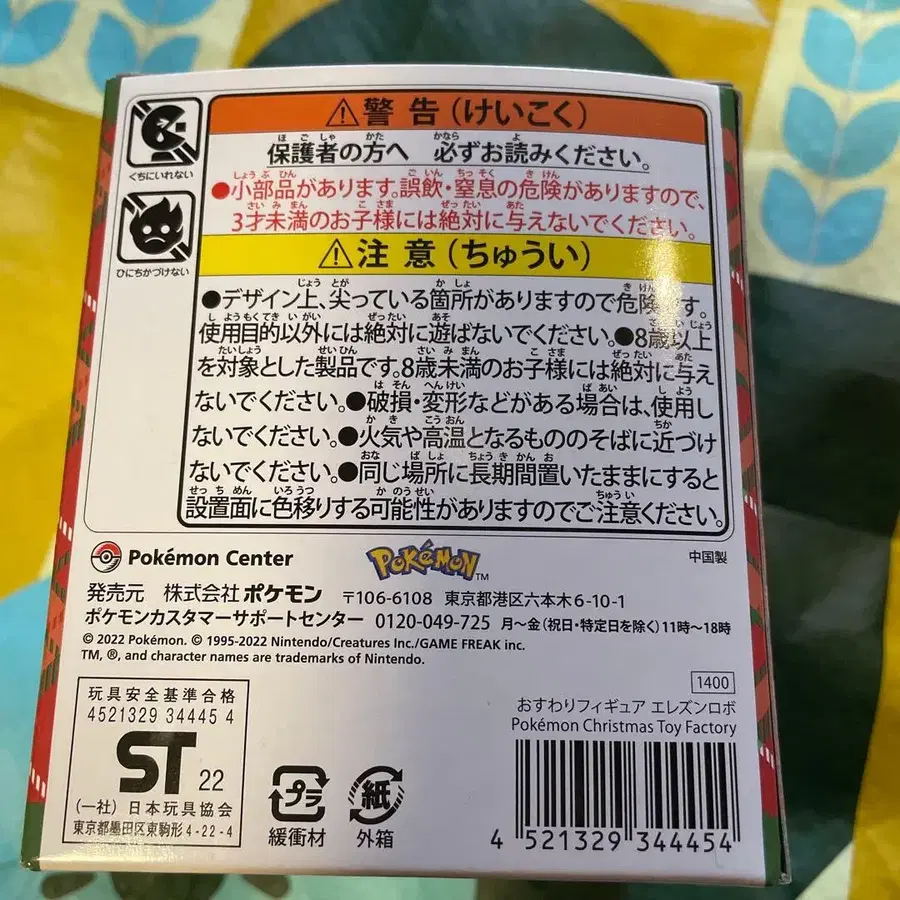 くちにいれない
ひにちかづけない
⚠警告(けいこく)
保護者の方へ 必ずお読みください。
●小部品があります。誤飲・窒息の危険がありますので、
3才未満のお子様には絶対に与えないでください。
⚠注意(ちゅうい)
●デザイン上、尖っている箇所がありますので危険です。
使用目的以外には絶対に遊ばないでください。●8歳以上
を対象とした製品です。8歳未満のお子様には絶対に与え
ないでください。●破損・変形などがある場合は、使用し
ないでください。●火気や高温となるもののそばに近づけ
ないでください。●同じ場所に長期間置いたままにすると
設置面に色移りする可能性がありますのでご注意ください。
Pokémon Center
POKéMON™
中国製
発売元 株式会社ポケモン 〒106-6108 東京都港区六本木6-10-1
ポケモンカスタマーサポートセンター 0120-049-725 月~金(祝日・特定日を除く)11時~18時
© 2022 Pokémon. © 1995-2022 Nintendo/Creatures Inc./GAME FREAK inc.
TM, ®, and character names are trademarks of Nintendo.
玩具安全基準合格
4521329 34445 4
ST 22
(一社)日本玩具協会
東京都墨田区東駒形4-22-4
プラ
緩衝材
紙
外箱
1400
おすわりフィギュア エレズンロボ
Pokémon Christmas Toy Factory
4 521329 344454